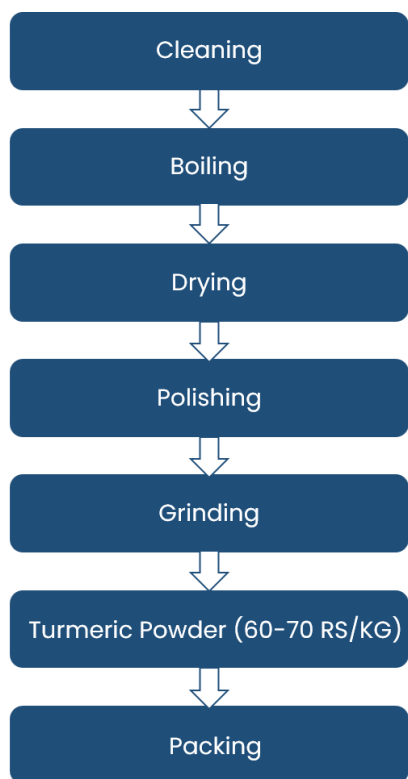 Cleaning
Boiling
Drying
Polishing
Grinding
Turmeric Powder (60-70 RS/KG)
Packing